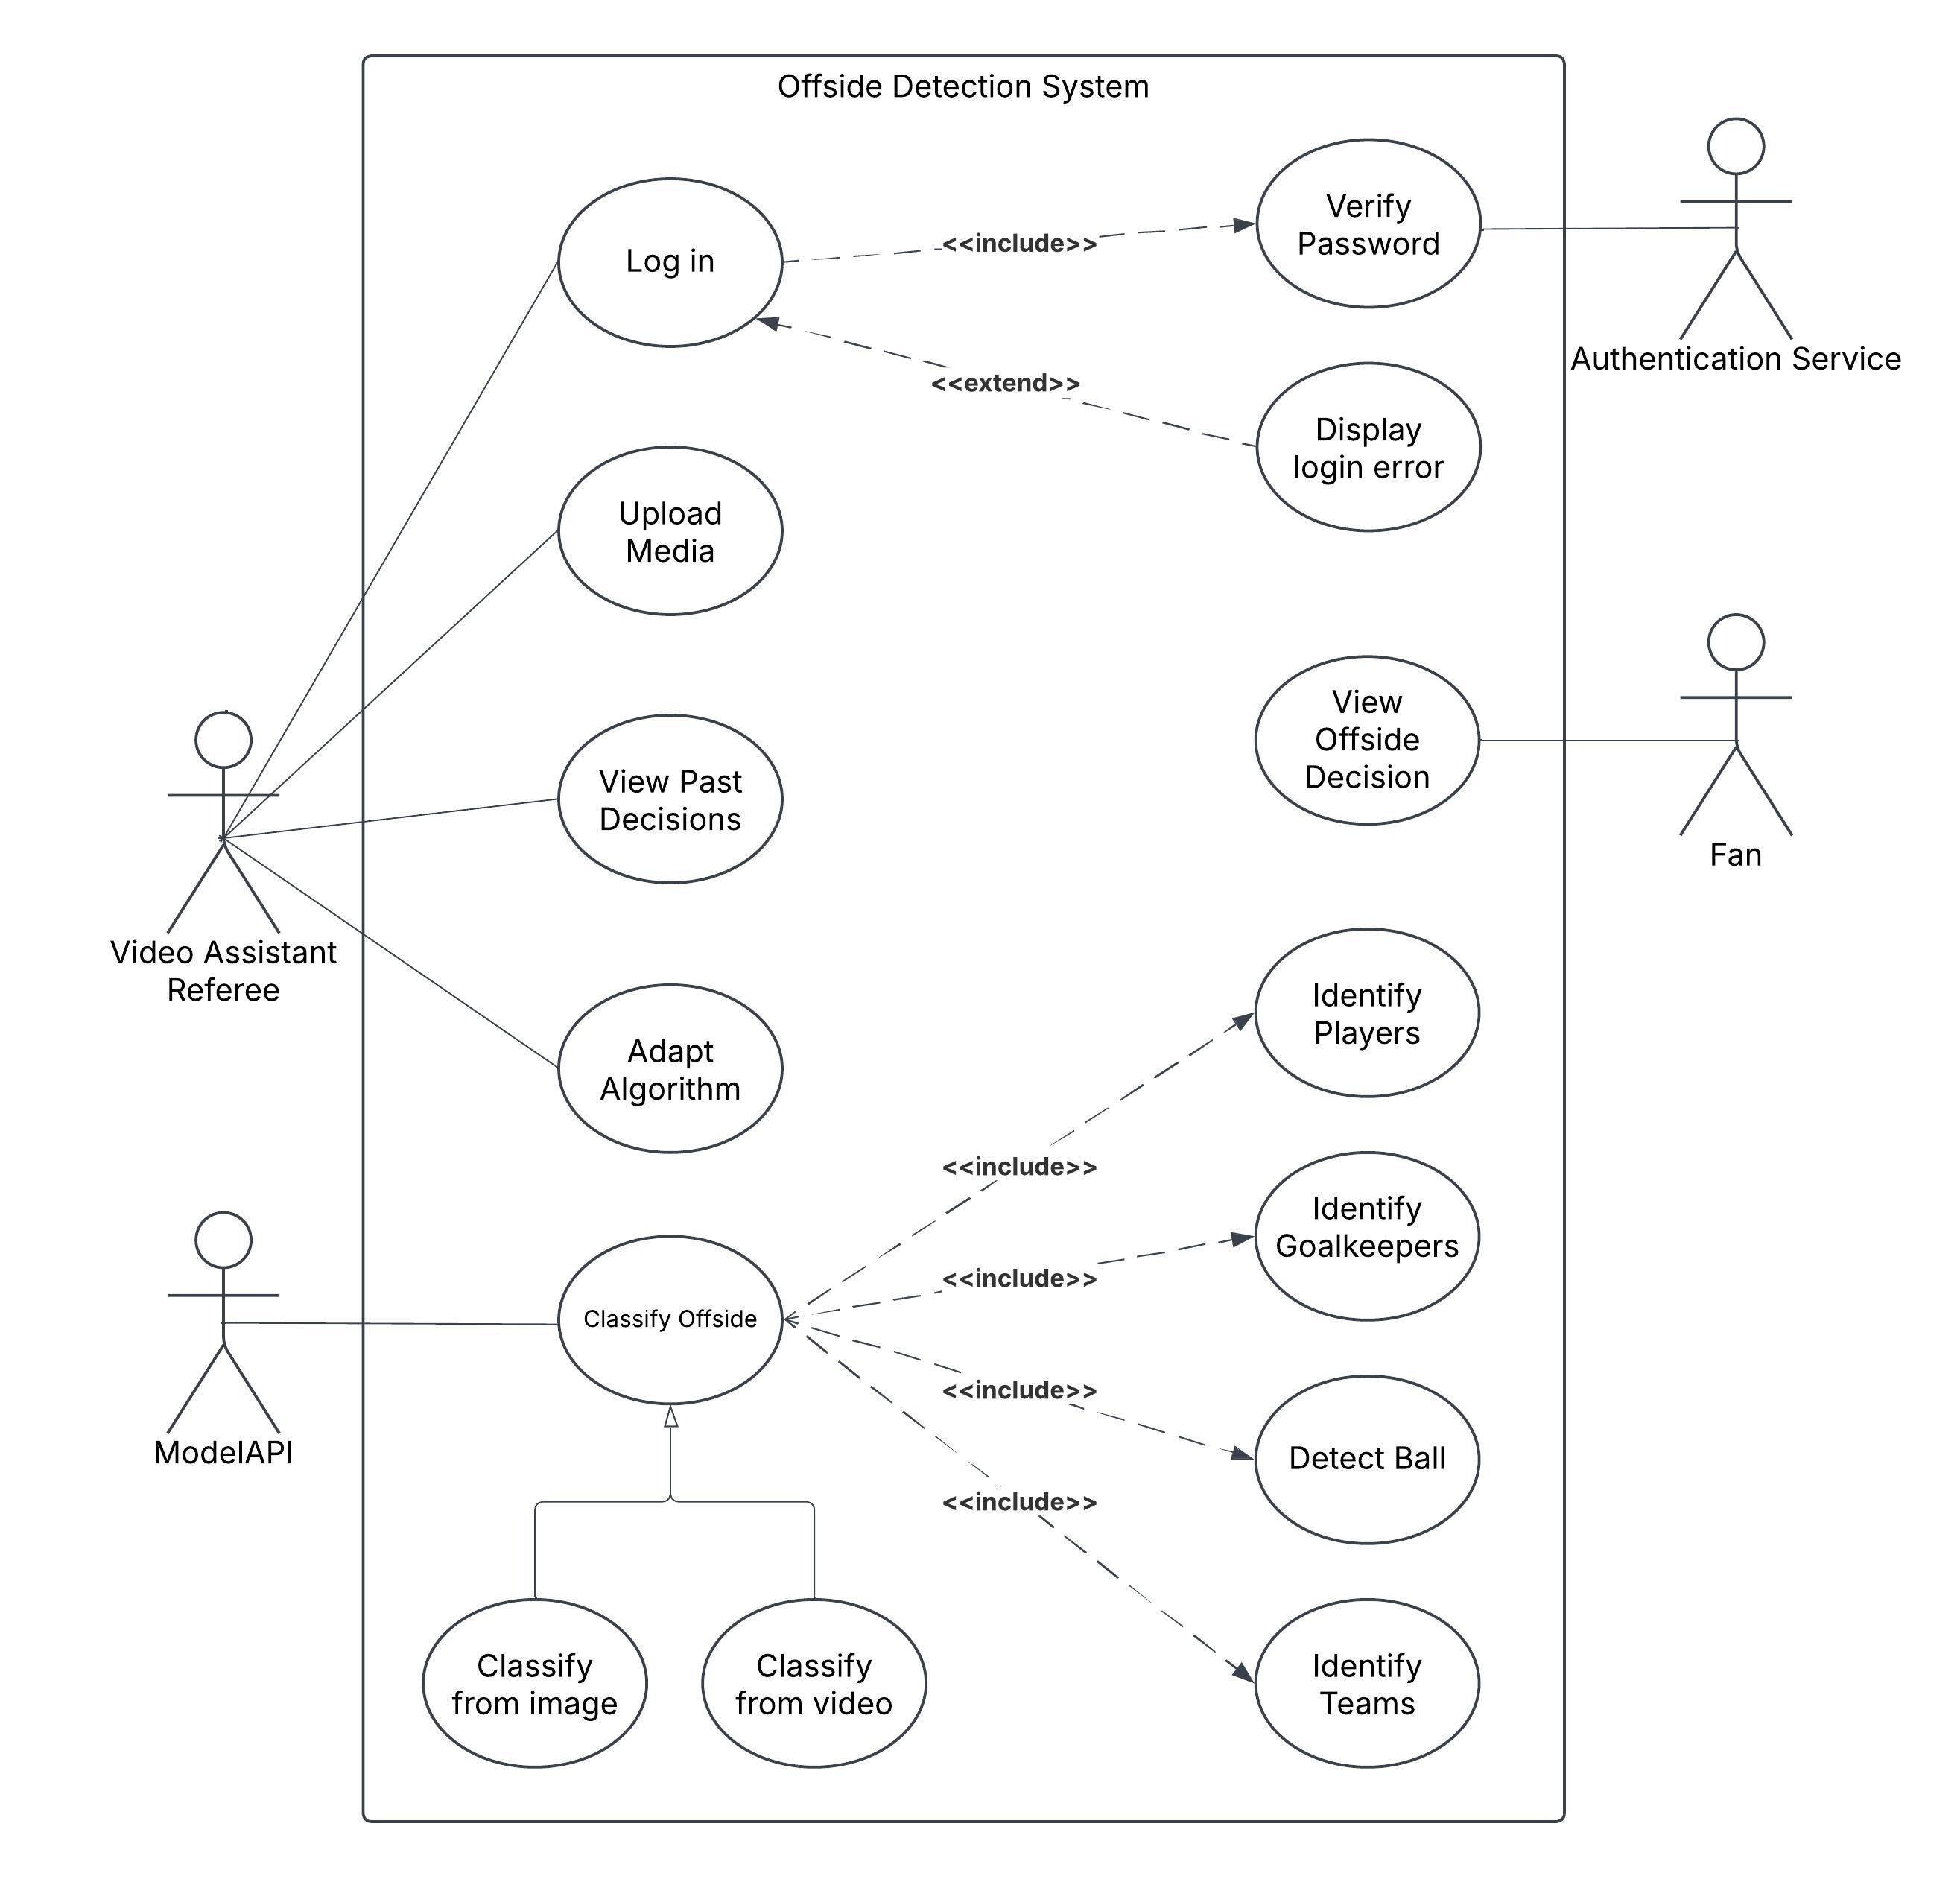 Offside Detection System
Log in
<<include>>
Verify
Password
Authentication Service
<<extend>>
Display
login error
Upload
Media
View Past
Decisions
View
Offside
Decision
Fan
Video Assistant
Referee
Adapt
Algorithm
Identify
Players
<<include>>
Identify
Goalkeepers
<<include>>
Classify Offside
ModelAPI
<<include>>
Detect Ball
<<include>>
Classify
from image
Classify
from video
Identify
Teams